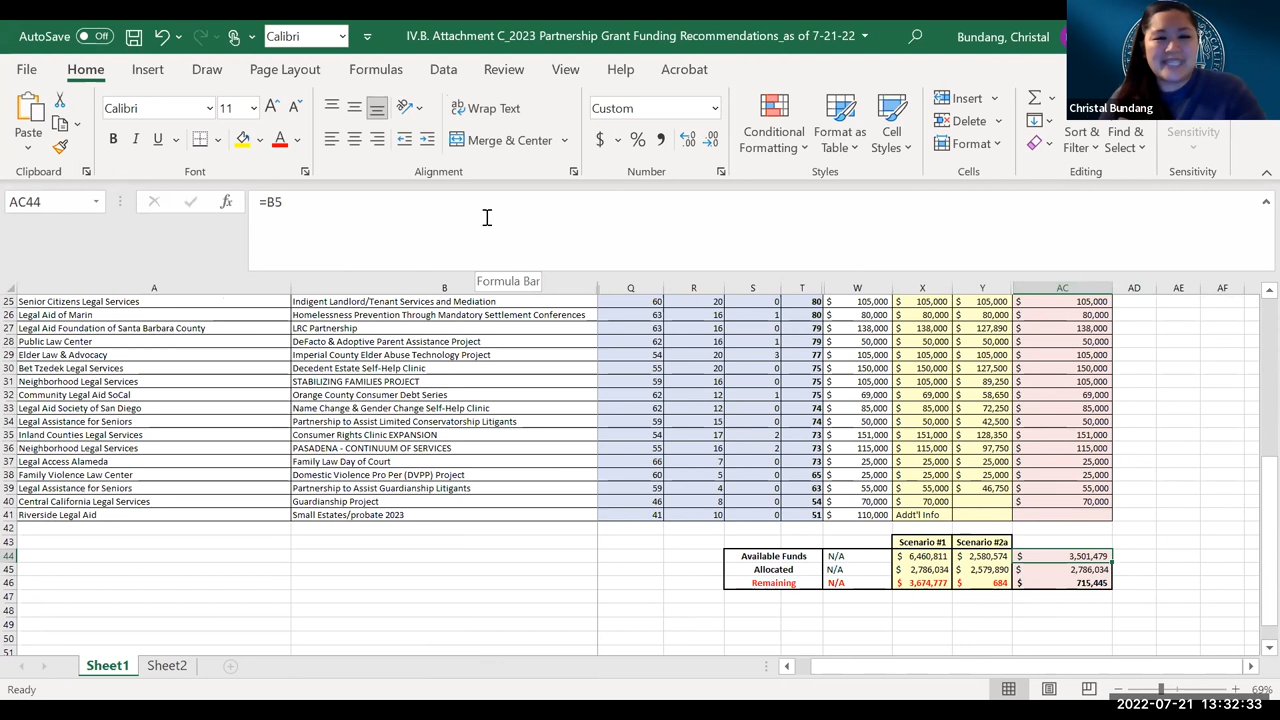 AutoSave Off Calibri IV.B. Attachment C_2023 Partnership Grant Funding Recommendations_as of 7-21-22 Bundang, Christal
File Home Insert Draw Page Layout Formulas Data Review View Help Acrobat
Christal Bundang
Calibri 11 Wrap Text Custom Insert
Paste B I U Merge & Center $ % Conditional Formatting Format as Table Cell Styles Delete Format Sort & Filter Find & Select Sensitivity
Clipboard Font Alignment Number Styles Cells Sensitivity
AC44 fx =B5
Formula Bar
A B Q R S T W X Y AC AD AE AF
25 Senior Citizens Legal Services Indigent Landlord/Tenant Services and Mediation 60 20 0 80 $ 105,000 $ 105,000 $ 105,000 $ 105,000
26 Legal Aid of Marin Homelessness Prevention Through Mandatory Settlement Conferences 63 16 1 80 $ 80,000 $ 80,000 $ 80,000 $ 80,000
27 Legal Aid Foundation of Santa Barbara County LRC Partnership 63 16 0 79 $ 138,000 $ 138,000 $ 127,890 $ 138,000
28 Public Law Center DeFacto & Adoptive Parent Assistance Project 62 16 1 79 $ 50,000 $ 50,000 $ 50,000 $ 50,000
29 Elder Law & Advocacy Imperial County Elder Abuse Technology Project 54 20 3 77 $ 105,000 $ 105,000 $ 105,000 $ 105,000
30 Bet Tzedek Legal Services Decedent Estate Self-Help Clinic 55 20 0 75 $ 150,000 $ 150,000 $ 127,500 $ 150,000
31 Neighborhood Legal Services STABILIZING FAMILIES PROJECT 59 16 0 75 $ 105,000 $ 105,000 $ 89,250 $ 105,000
32 Community Legal Aid SoCal Orange County Consumer Debt Series 62 12 1 75 $ 69,000 $ 69,000 $ 58,650 $ 69,000
33 Legal Aid Society of San Diego Name Change & Gender Change Self-Help Clinic 62 12 0 74 $ 85,000 $ 85,000 $ 72,250 $ 85,000
34 Legal Assistance for Seniors Partnership to Assist Limited Conservatorship Litigants 59 15 0 74 $ 50,000 $ 50,000 $ 42,500 $ 50,000
35 Inland Counties Legal Services Consumer Rights Clinic EXPANSION 54 17 2 73 $ 151,000 $ 151,000 $ 128,350 $ 151,000
36 Neighborhood Legal Services PASADENA - CONTINUUM OF SERVICES 55 16 2 73 $ 115,000 $ 115,000 $ 97,750 $ 115,000
37 Legal Access Alameda Family Law Day of Court 66 7 0 73 $ 25,000 $ 25,000 $ 25,000 $ 25,000
38 Family Violence Law Center Domestic Violence Pro Per (DVPP) Project 60 5 0 65 $ 25,000 $ 25,000 $ 25,000 $ 25,000
39 Legal Assistance for Seniors Partnership to Assist Guardianship Litigants 59 4 0 63 $ 55,000 $ 55,000 $ 46,750 $ 55,000
40 Central California Legal Services Guardianship Project 46 8 0 54 $ 70,000 $ 70,000 $ 70,000
41 Riverside Legal Aid Small Estates/probate 2023 41 10 0 51 $ 110,000 Addt'l Info
42
43 Scenario #1 Scenario #2a
44 Available Funds N/A $ 6,460,811 $ 2,580,574 $ 3,501,479
45 Allocated N/A $ 2,786,034 $ 2,579,890 $ 2,786,034
46 Remaining N/A $ 3,674,777 $ 684 $ 715,445
47
48
49
50
51
Sheet1 Sheet2
Ready 69%
2022-07-21 13:32:33